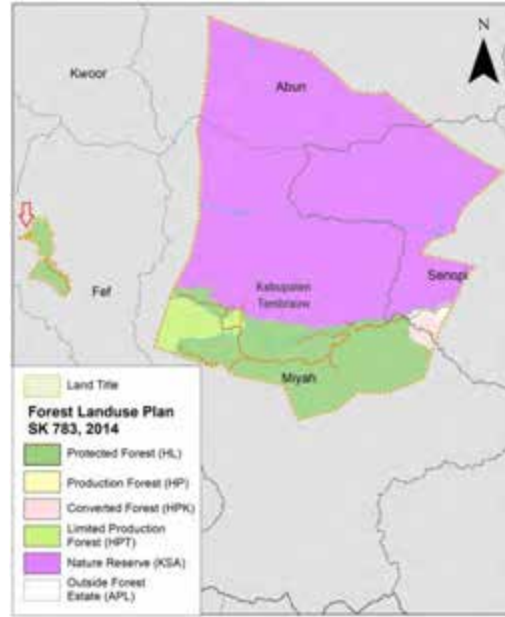 N
Kwoor
Abun
Senopi
Kabupaten
Tambrauw
Fef
Miyah
Land Title
Forest Landuse Plan
SK 783, 2014
Protected Forest (HL)
Production Forest (HP)
Converted Forest (HPK)
Limited Production
Forest (HPT)
Nature Reserve (KSA)
Outside Forest
Estate (APL)